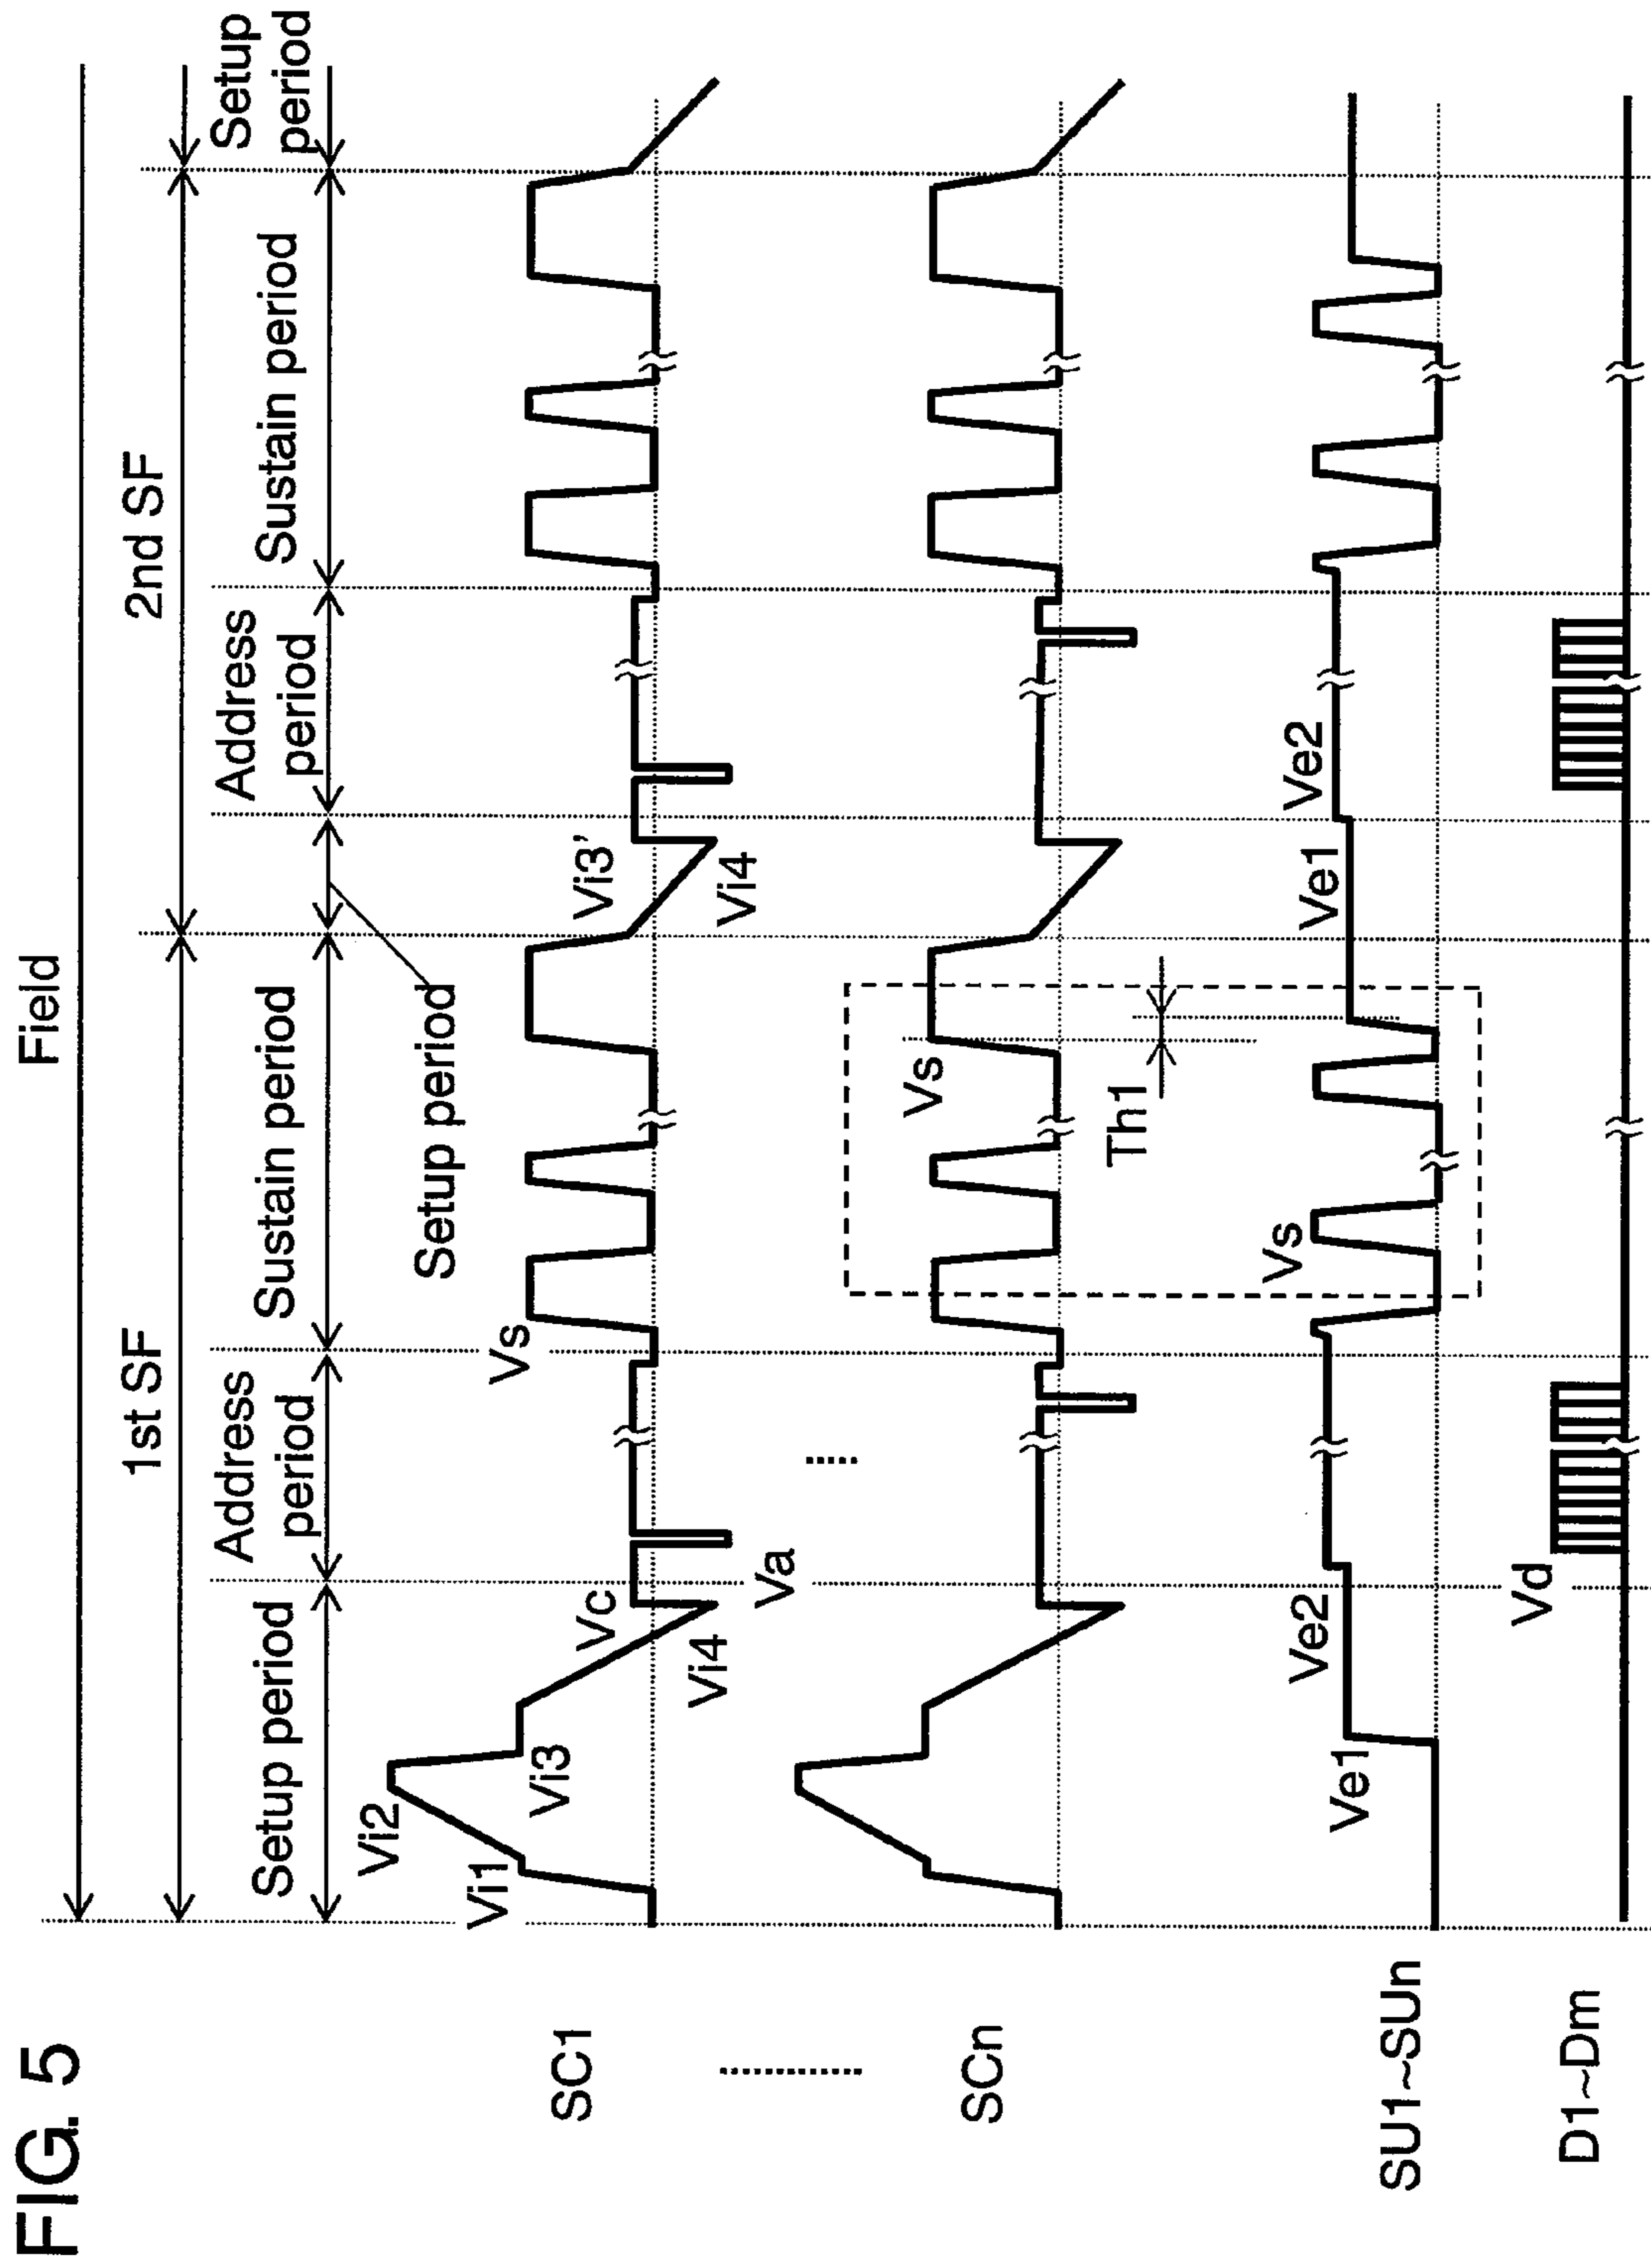 FIG. 5
Field
1st SF
2nd SF
Setup period
Address
period
Sustain period
Setup period
Address
period
Sustain period
Setup
period
SC1
Vi1
Vi2
Vi3
Vi4
Vc
Va
Vs
Vi3'
Vi4
SCn
Vs
Th1
SU1~SUn
Ve1
Ve2
Vs
Ve1
Ve2
D1~Dm
Vd